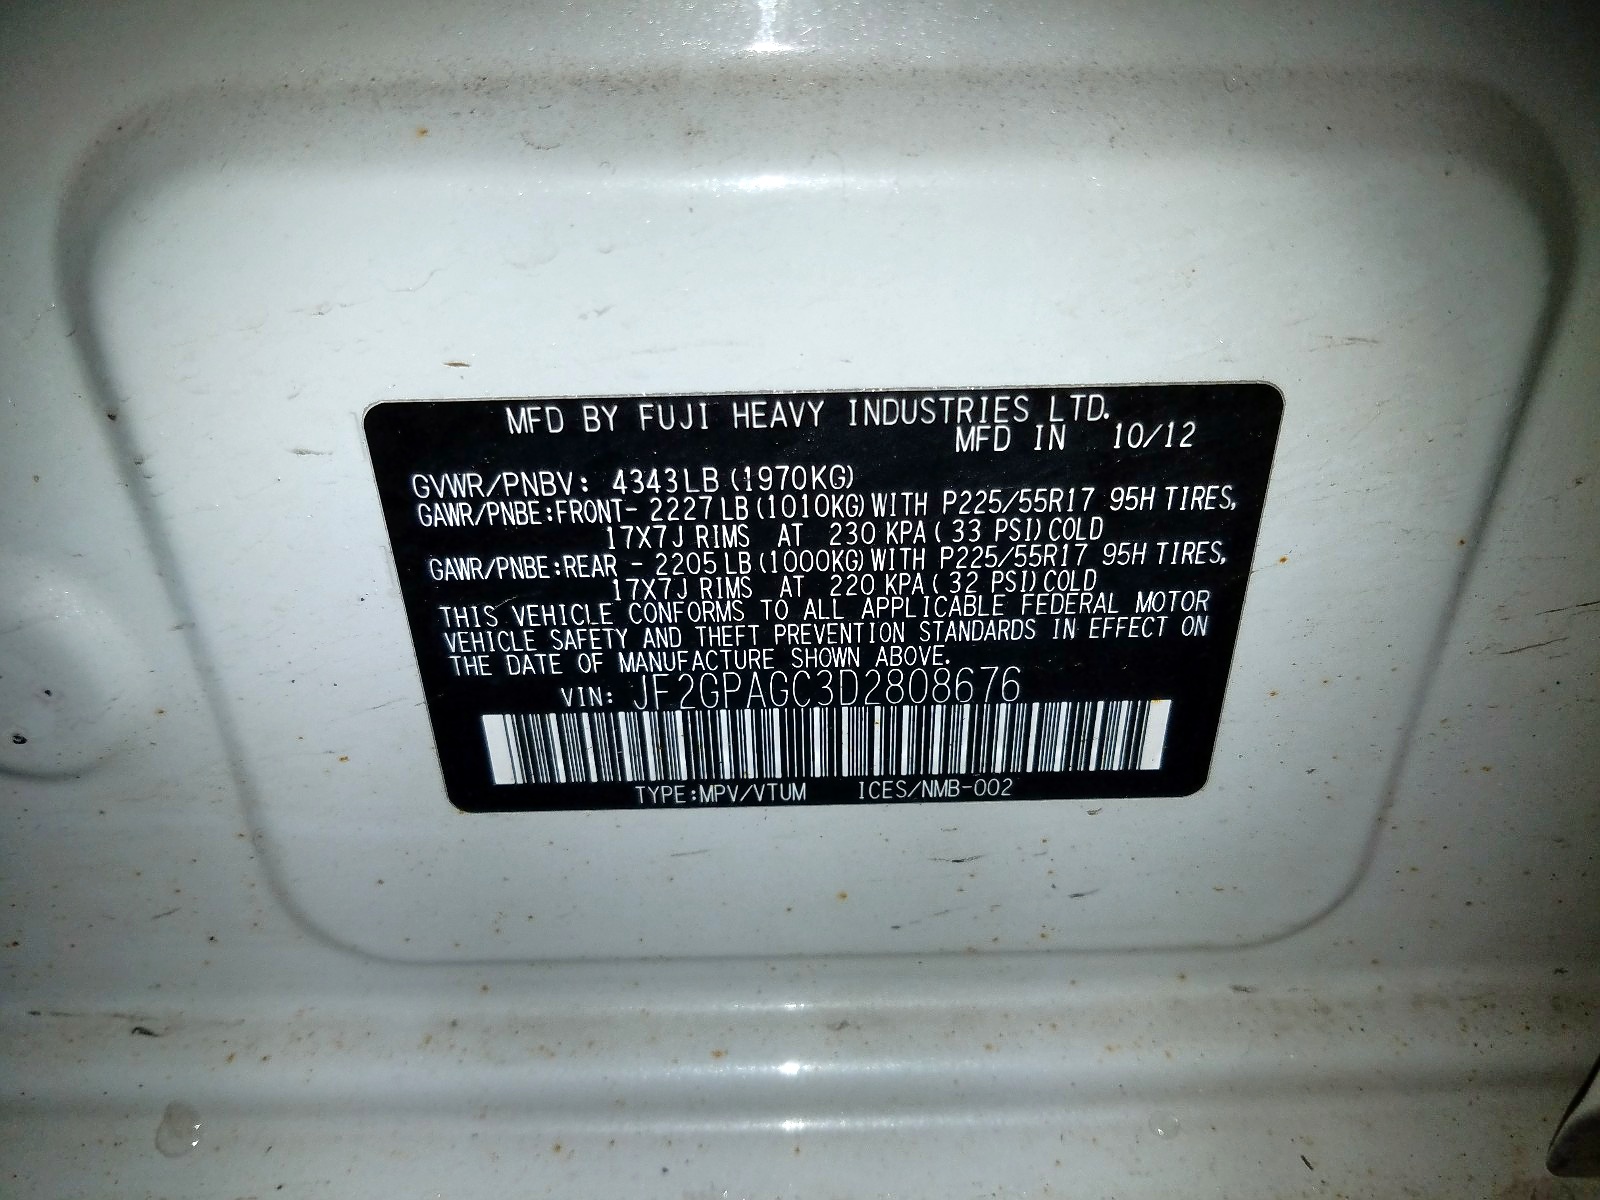 MFD BY FUJI HEAVY INDUSTRIES LTD.
MFD IN 10/12
GVWR/PNBV: 4343LB (1970KG)
GAWR/PNBE:FRONT- 2227 LB (1010KG) WITH P225/55R17 95H TIRES,
17X7J RIMS AT 230 KPA ( 33 PSI) COLD
GAWR/PNBE:REAR - 2205 LB (1000KG) WITH P225/55R17 95H TIRES,
17X7J RIMS AT 220 KPA ( 32 PSI) COLD
THIS VEHICLE CONFORMS TO ALL APPLICABLE FEDERAL MOTOR
VEHICLE SAFETY AND THEFT PREVENTION STANDARDS IN EFFECT ON
THE DATE OF MANUFACTURE SHOWN ABOVE.
VIN: JF2GPAGC3D2808676
TYPE:MPV/VTUM ICES/NMB-002